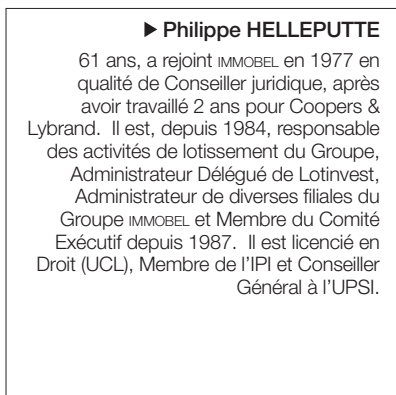 ▶ Philippe HELLEPUTTE
61 ans, a rejoint IMMOBEL en 1977 en
qualité de Conseiller juridique, après
avoir travaillé 2 ans pour Coopers &
Lybrand. Il est, depuis 1984, responsable
des activités de lotissement du Groupe,
Administrateur Délégué de Lotinvest,
Administrateur de diverses filiales du
Groupe IMMOBEL et Membre du Comité
Exécutif depuis 1987. Il est licencié en
Droit (UCL), Membre de l’IPI et Conseiller
Général à l’UPSI.